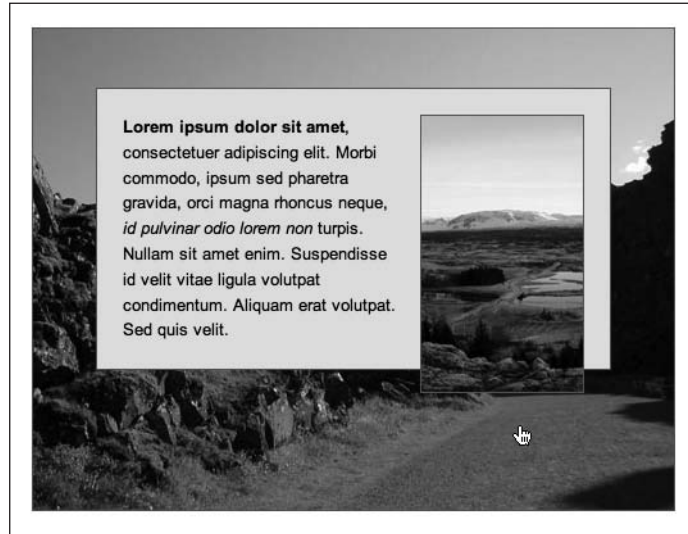 Lorem ipsum dolor sit amet,
consectetuer adipiscing elit. Morbi
commodo, ipsum sed pharetra
gravida, orci magna rhoncus neque,
id pulvinar odio lorem non turpis.
Nullam sit amet enim. Suspendisse
id velit vitae ligula volutpat
condimentum. Aliquam erat volutpat.
Sed quis velit.